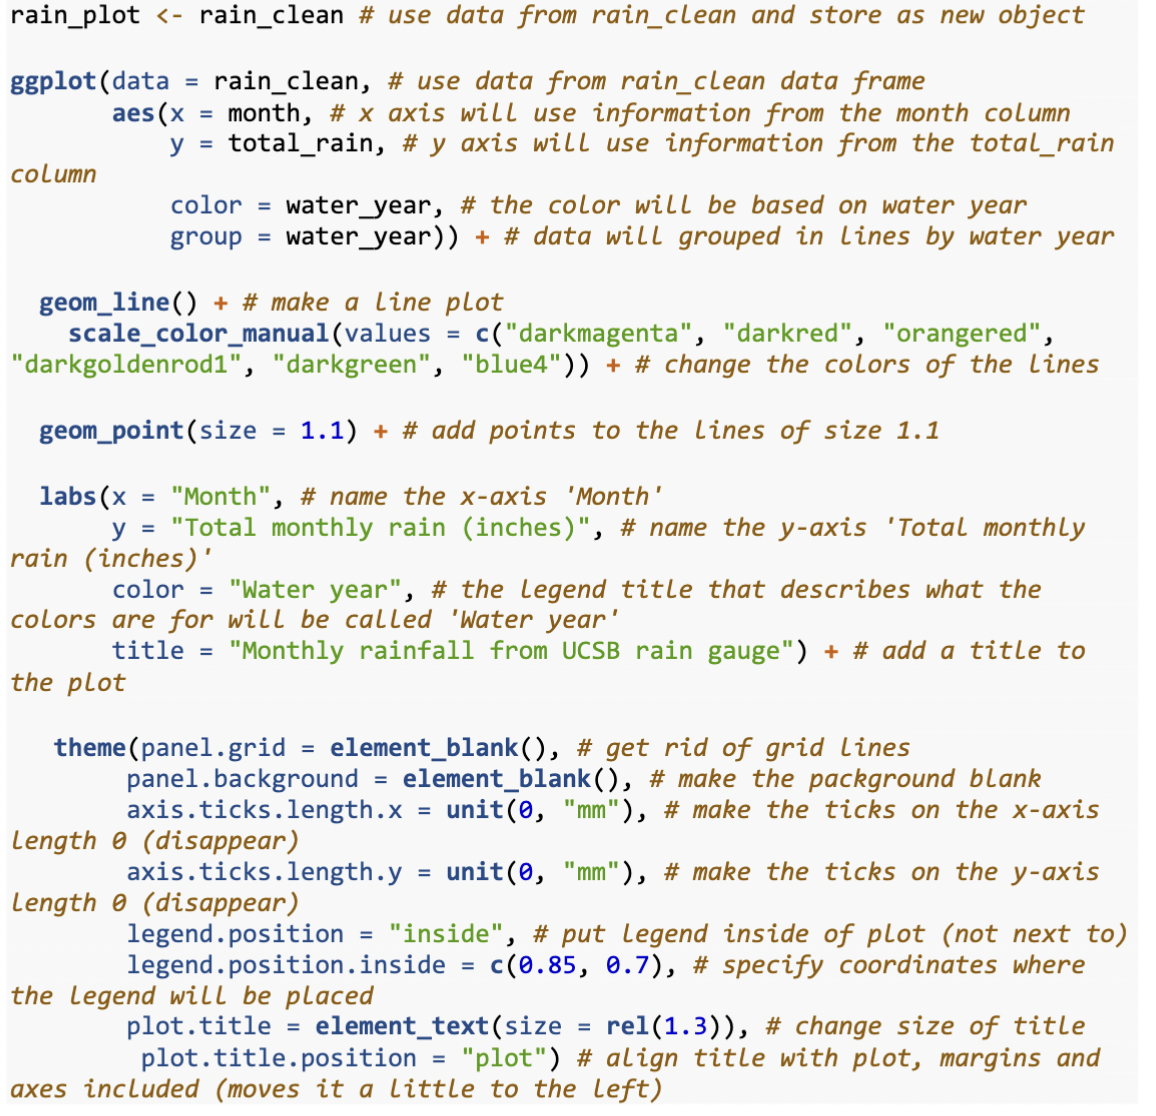 rain_plot <- rain_clean # use data from rain_clean and store as new object
ggplot(data = rain_clean, # use data from rain_clean data frame
aes(x = month, # x axis will use information from the month column
y = total_rain, # y axis will use information from the total_rain
column
color = water_year, # the color will be based on water year
group = water_year)) + # data will grouped in lines by water year
geom_line() + # make a line plot
scale_color_manual(values = c("darkmagenta", "darkred", "orangered",
"darkgoldenrod1", "darkgreen", "blue4")) + # change the colors of the lines
geom_point(size = 1.1) + # add points to the lines of size 1.1
labs(x = "Month", # name the x-axis 'Month'
y = "Total monthly rain (inches)", # name the y-axis 'Total monthly
rain (inches)'
color = "Water year", # the legend title that describes what the
colors are for will be called 'Water year'
title = "Monthly rainfall from UCSB rain gauge") + # add a title to
the plot
theme(panel.grid = element_blank(), # get rid of grid lines
panel.background = element_blank(), # make the packground blank
axis.ticks.length.x = unit(0, "mm"), # make the ticks on the x-axis
length 0 (disappear)
axis.ticks.length.y = unit(0, "mm"), # make the ticks on the y-axis
length 0 (disappear)
legend.position = "inside", # put legend inside of plot (not next to)
legend.position.inside = c(0.85, 0.7), # specify coordinates where
the legend will be placed
plot.title = element_text(size = rel(1.3)), # change size of title
plot.title.position = "plot") # align title with plot, margins and
axes included (moves it a little to the left)